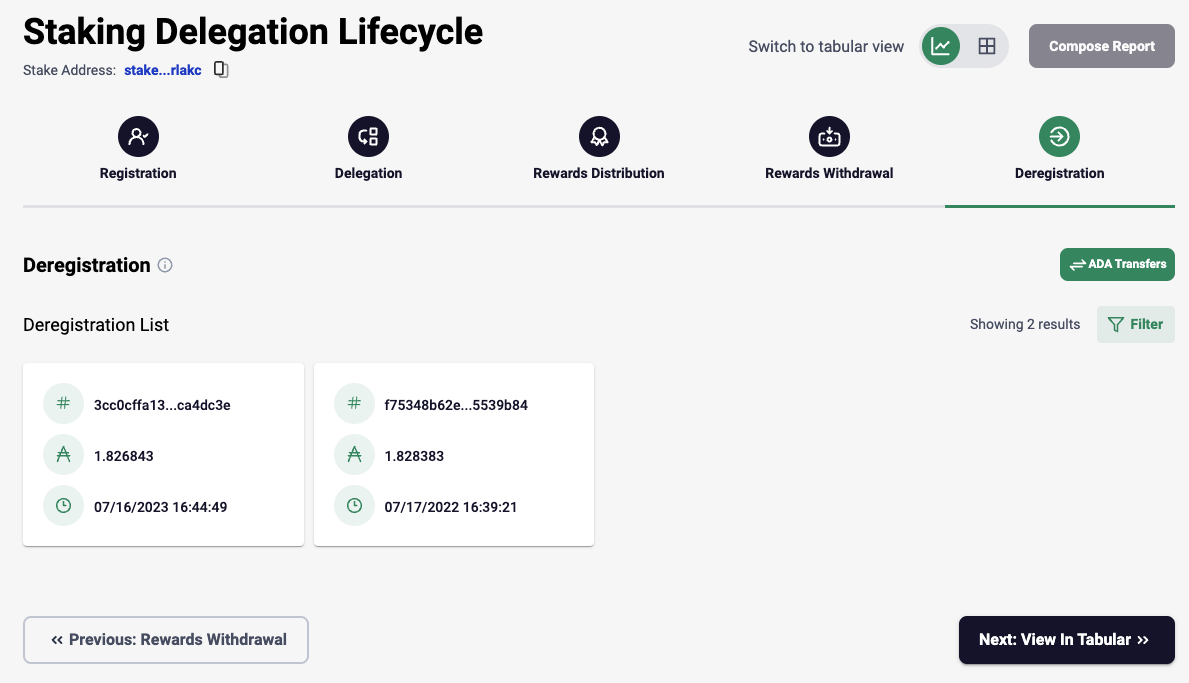 Staking Delegation Lifecycle
Switch to tabular view
Compose Report
Stake Address: stake...rlakc
Registration
Delegation
Rewards Distribution
Rewards Withdrawal
Deregistration
Deregistration
ADA Transfers
Deregistration List
Showing 2 results
Filter
3cc0cffa13...ca4dc3e
1.826843
07/16/2023 16:44:49
f75348b62e...5539b84
1.828383
07/17/2022 16:39:21
Previous: Rewards Withdrawal
Next: View In Tabular